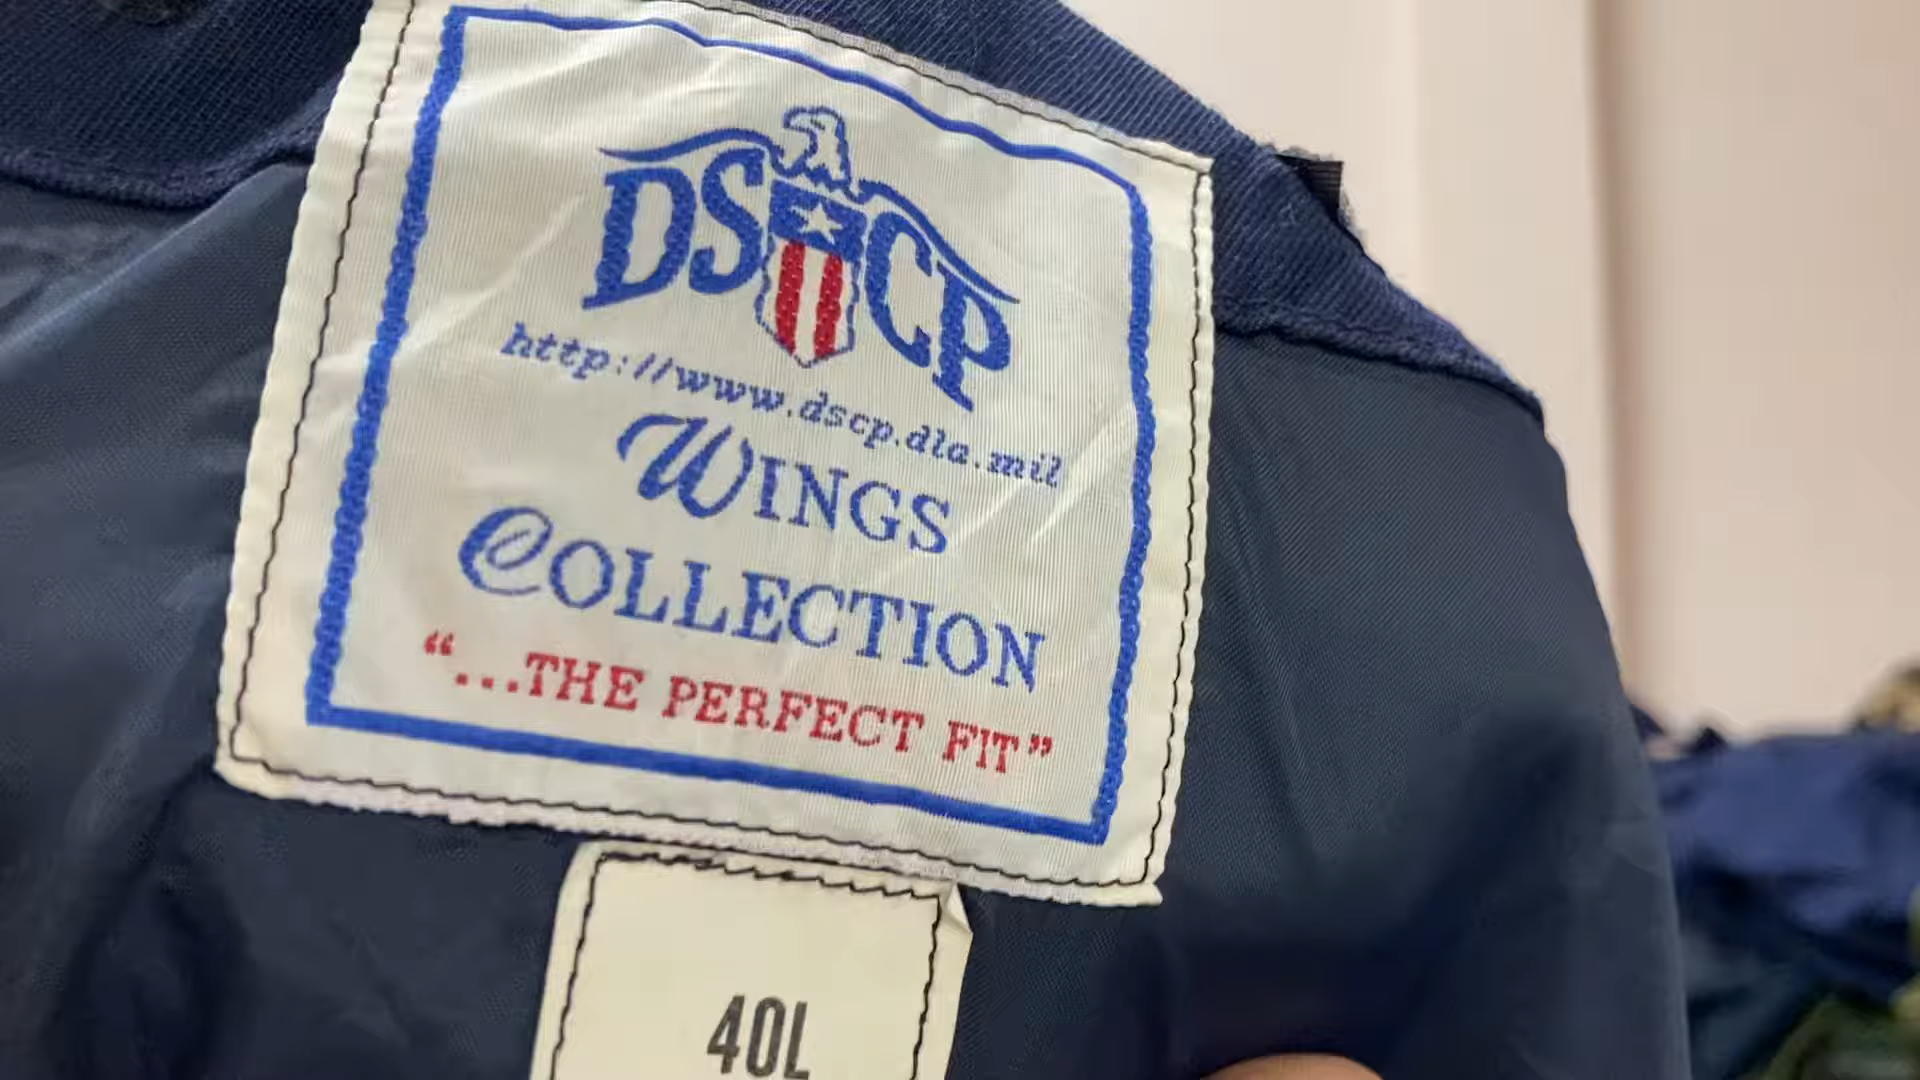 DSCP
http://www.dscp.dla.mil
WINGS
COLLECTION
"...THE PERFECT FIT"
40L